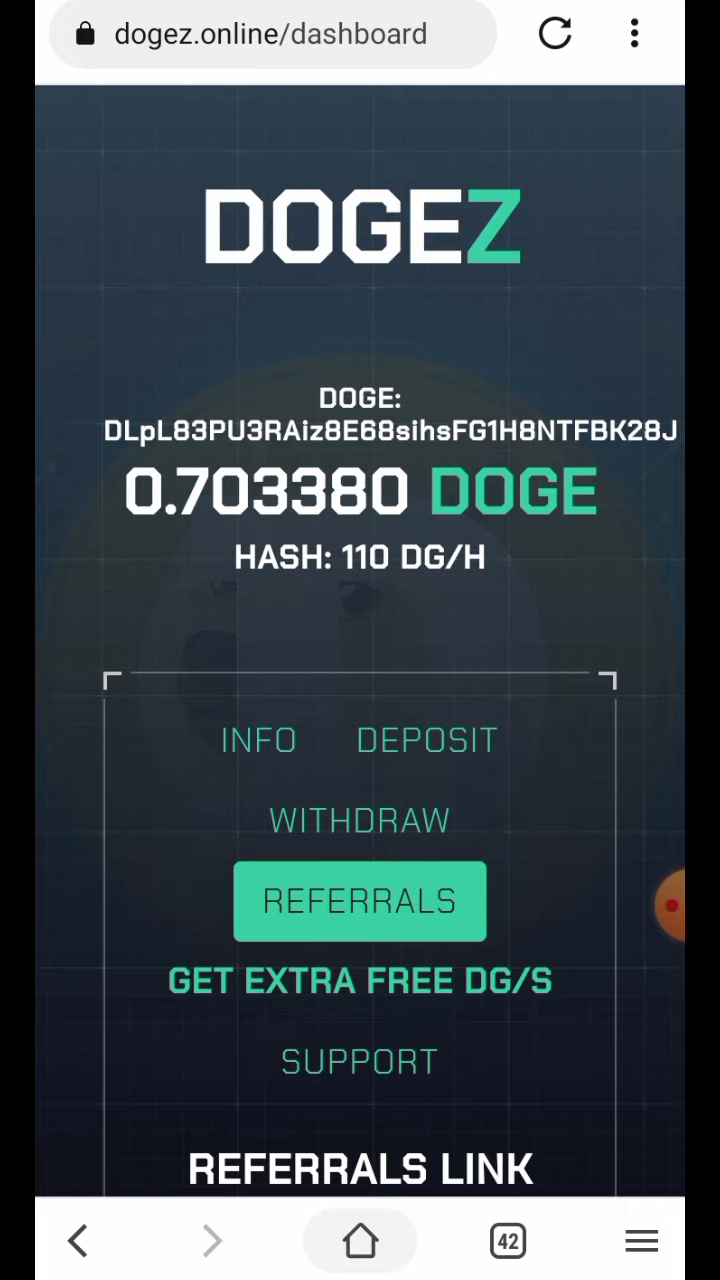 dogez.online/dashboard
DOGEZ
DOGE:
DLpL83PU3RAiz8E68sihsFG1H8NTFBK28J
0.703380 DOGE
HASH: 110 DG/H
INFO DEPOSIT
WITHDRAW
REFERRALS
GET EXTRA FREE DG/S
SUPPORT
REFERRALS LINK
42